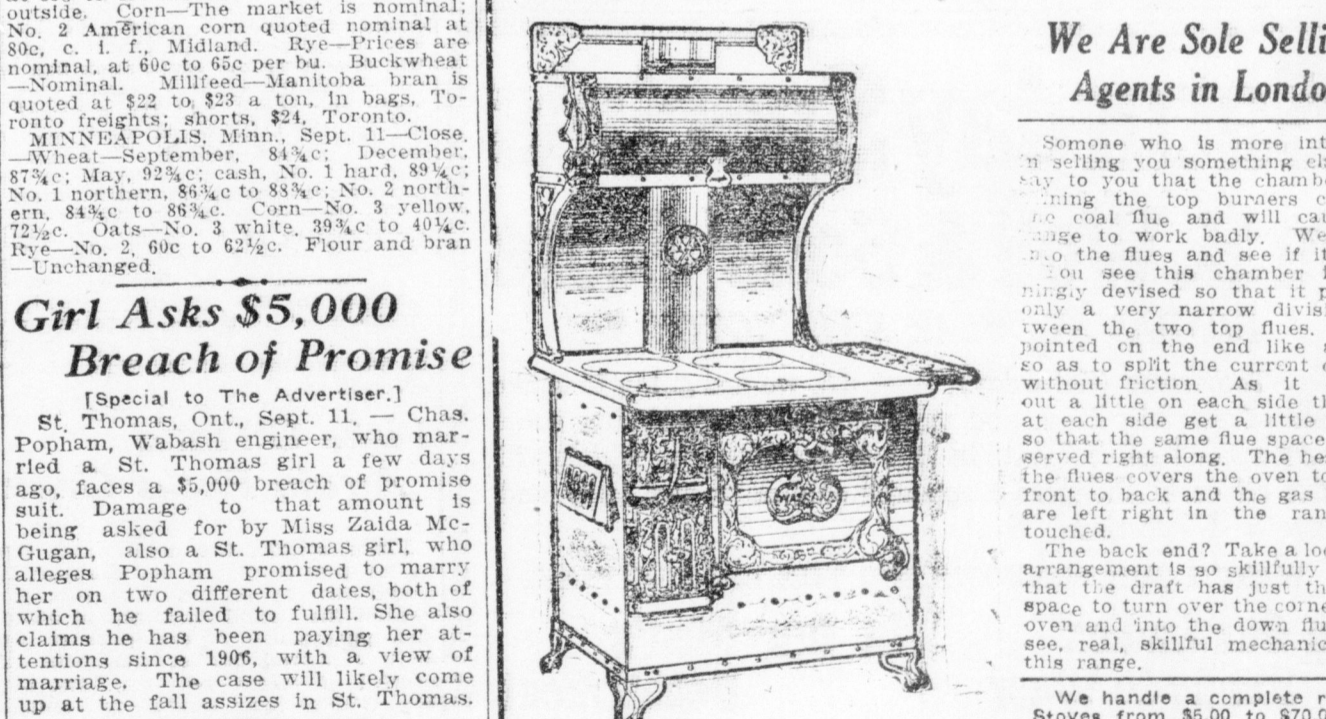 outside. Corn—The market is nominal;
No. 2 American corn quoted nominal at
80c, c. i. f., Midland. Rye—Prices are
nominal, at 60c to 65c per bu. Buckwheat
—Nominal. Millfeed—Manitoba bran is
quoted at $22 to $23 a ton, in bags, To-
ronto freights; shorts, $24, Toronto.
MINNEAPOLIS, Minn., Sept. 11—Close.
—Wheat—September, 84¾c; December,
87¾c; May, 92¾c; cash, No. 1 hard, 89¼c;
No. 1 northern, 86¾c to 88¾c; No. 2 north-
ern, 84¾c to 86¾c. Corn—No. 3 yellow,
72½c. Oats—No. 3 white, 39¾c to 40¼c.
Rye—No. 2, 60c to 62½c. Flour and bran
—Unchanged.
Girl Asks $5,000
Breach of Promise
[Special to The Advertiser.]
St. Thomas, Ont., Sept. 11. — Chas.
Popham, Wabash engineer, who mar-
ried a St. Thomas girl a few days
ago, faces a $5,000 breach of promise
suit. Damage to that amount is
being asked for by Miss Zaida Mc-
Gugan, also a St. Thomas girl, who
alleges Popham promised to marry
her on two different dates, both of
which he failed to fulfill. She also
claims he has been paying her at-
tentions since 1906, with a view of
marriage. The case will likely come
up at the fall assizes in St. Thomas.
We Are Sole Selli
Agents in Londo
Somone who is more int
n selling you something el
say to you that the chamb
ning the top burners c
coal flue and will cau
to work badly. We
the flues and see if it
You see this chamber i
ningly devised so that it p
only a very narrow divisi
tween the two top flues.
pointed on the end like
so as to split the current
without friction. As it
out a little on each side th
at each side get a little
so that the same flue space
served right along. The he
the flues covers the oven to
front to back and the gas
are left right in the ran
touched.
The back end? Take a loo
arrangement is so skillfully
that the draft has just th
space to turn over the corne
oven and into the down flu
see, real, skillful mechanic
this range.
We handle a complete r
Stoves from $5.00 to $70.0